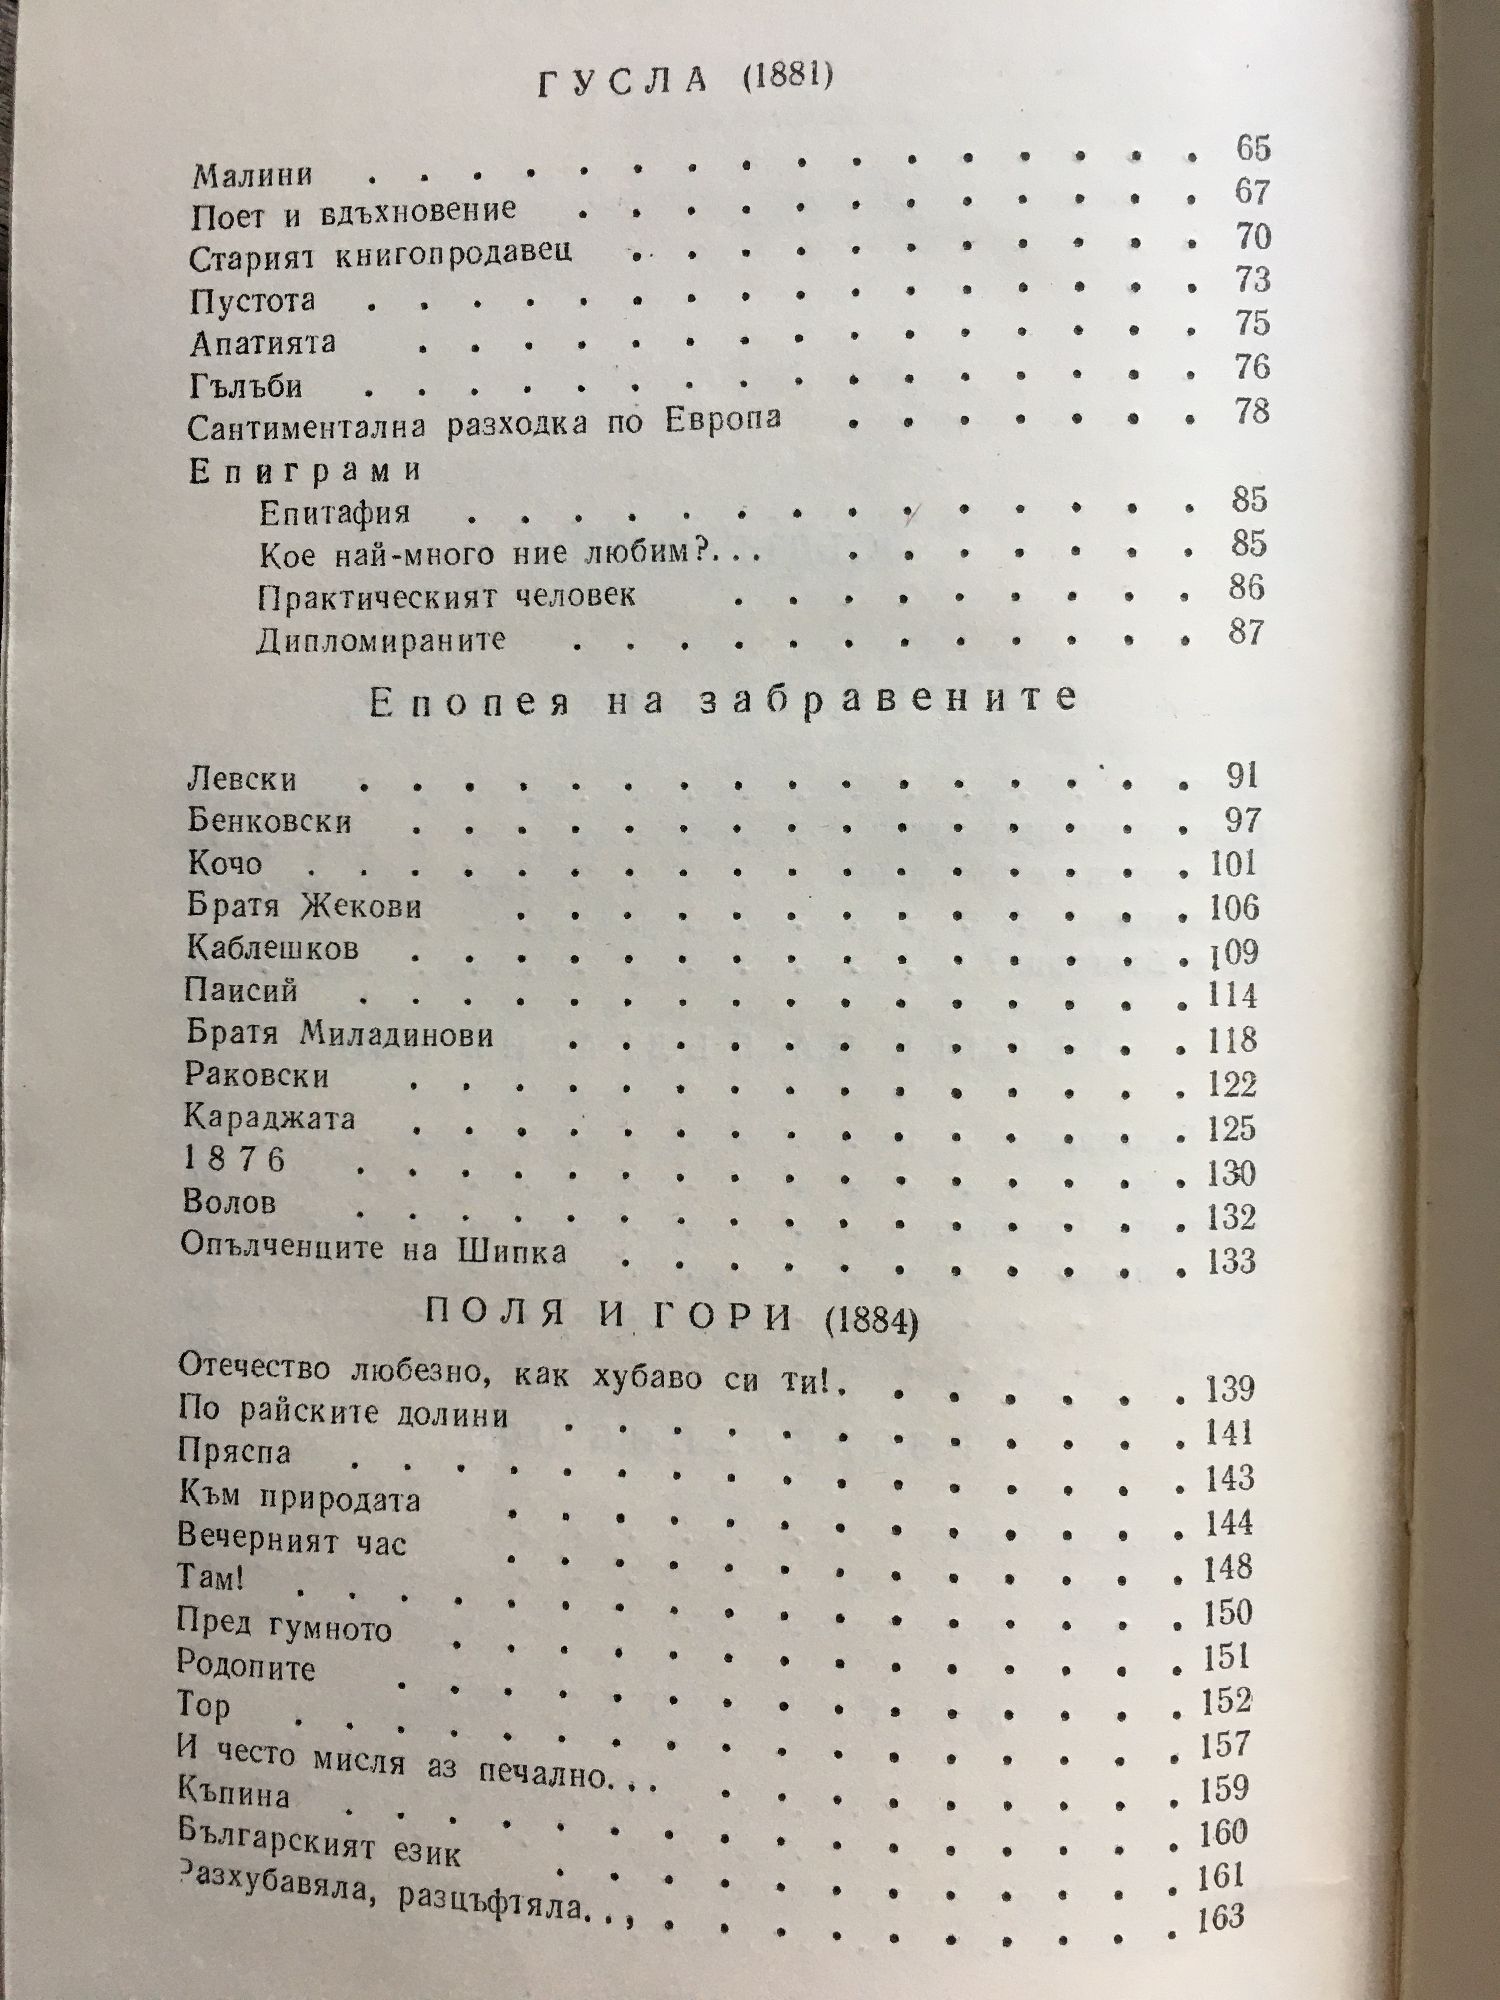 ГУСЛА (1881)
Малини . . . . . . . . . . . . . . . . 65
Поет и вдъхновение . . . . . . . . . . . . 67
Старият книгопродавец . . . . . . . . . . . 70
Пустота . . . . . . . . . . . . . . . . 73
Апатията . . . . . . . . . . . . . . . 75
Гълъби . . . . . . . . . . . . . . . . 76
Сантиментална разходка по Европа . . . . . . . 78
Епиграми
Епитафия . . . . . . . . . . . . . . 85
Кое най-много ние любим?. . . . . . . . . . 85
Практическият человек . . . . . . . . . 86
Дипломираните . . . . . . . . . . . . 87
Епопея на забравените
Левски . . . . . . . . . . . . . . . . 91
Бенковски . . . . . . . . . . . . . . . 97
Кочо . . . . . . . . . . . . . . . . . 101
Братя Жекови . . . . . . . . . . . . . 106
Каблешков . . . . . . . . . . . . . . . 109
Паисий . . . . . . . . . . . . . . . . 114
Братя Миладинови . . . . . . . . . . . . 118
Раковски . . . . . . . . . . . . . . . 122
Караджата . . . . . . . . . . . . . . . 125
1876 . . . . . . . . . . . . . . . . 130
Волов . . . . . . . . . . . . . . . . 132
Опълченците на Шипка . . . . . . . . . . . 133
ПОЛЯ И ГОРИ (1884)
Отечество любезно, как хубаво си ти!. . . . . . . 139
По райските долини . . . . . . . . . . . . 141
Пряспа . . . . . . . . . . . . . . . . 143
Към природата . . . . . . . . . . . . . 144
Вечерният час . . . . . . . . . . . . . 148
Там! . . . . . . . . . . . . . . . . . 150
Пред гумното . . . . . . . . . . . . . . 151
Родопите . . . . . . . . . . . . . . . 152
Тор . . . . . . . . . . . . . . . . . 157
И често мисля аз печално. . . . . . . . . . . . 159
Къпина . . . . . . . . . . . . . . . . 160
Българският език . . . . . . . . . . . . 161
Разхубавяла, разцъфтяла. . , . . . . . . . . . . 163